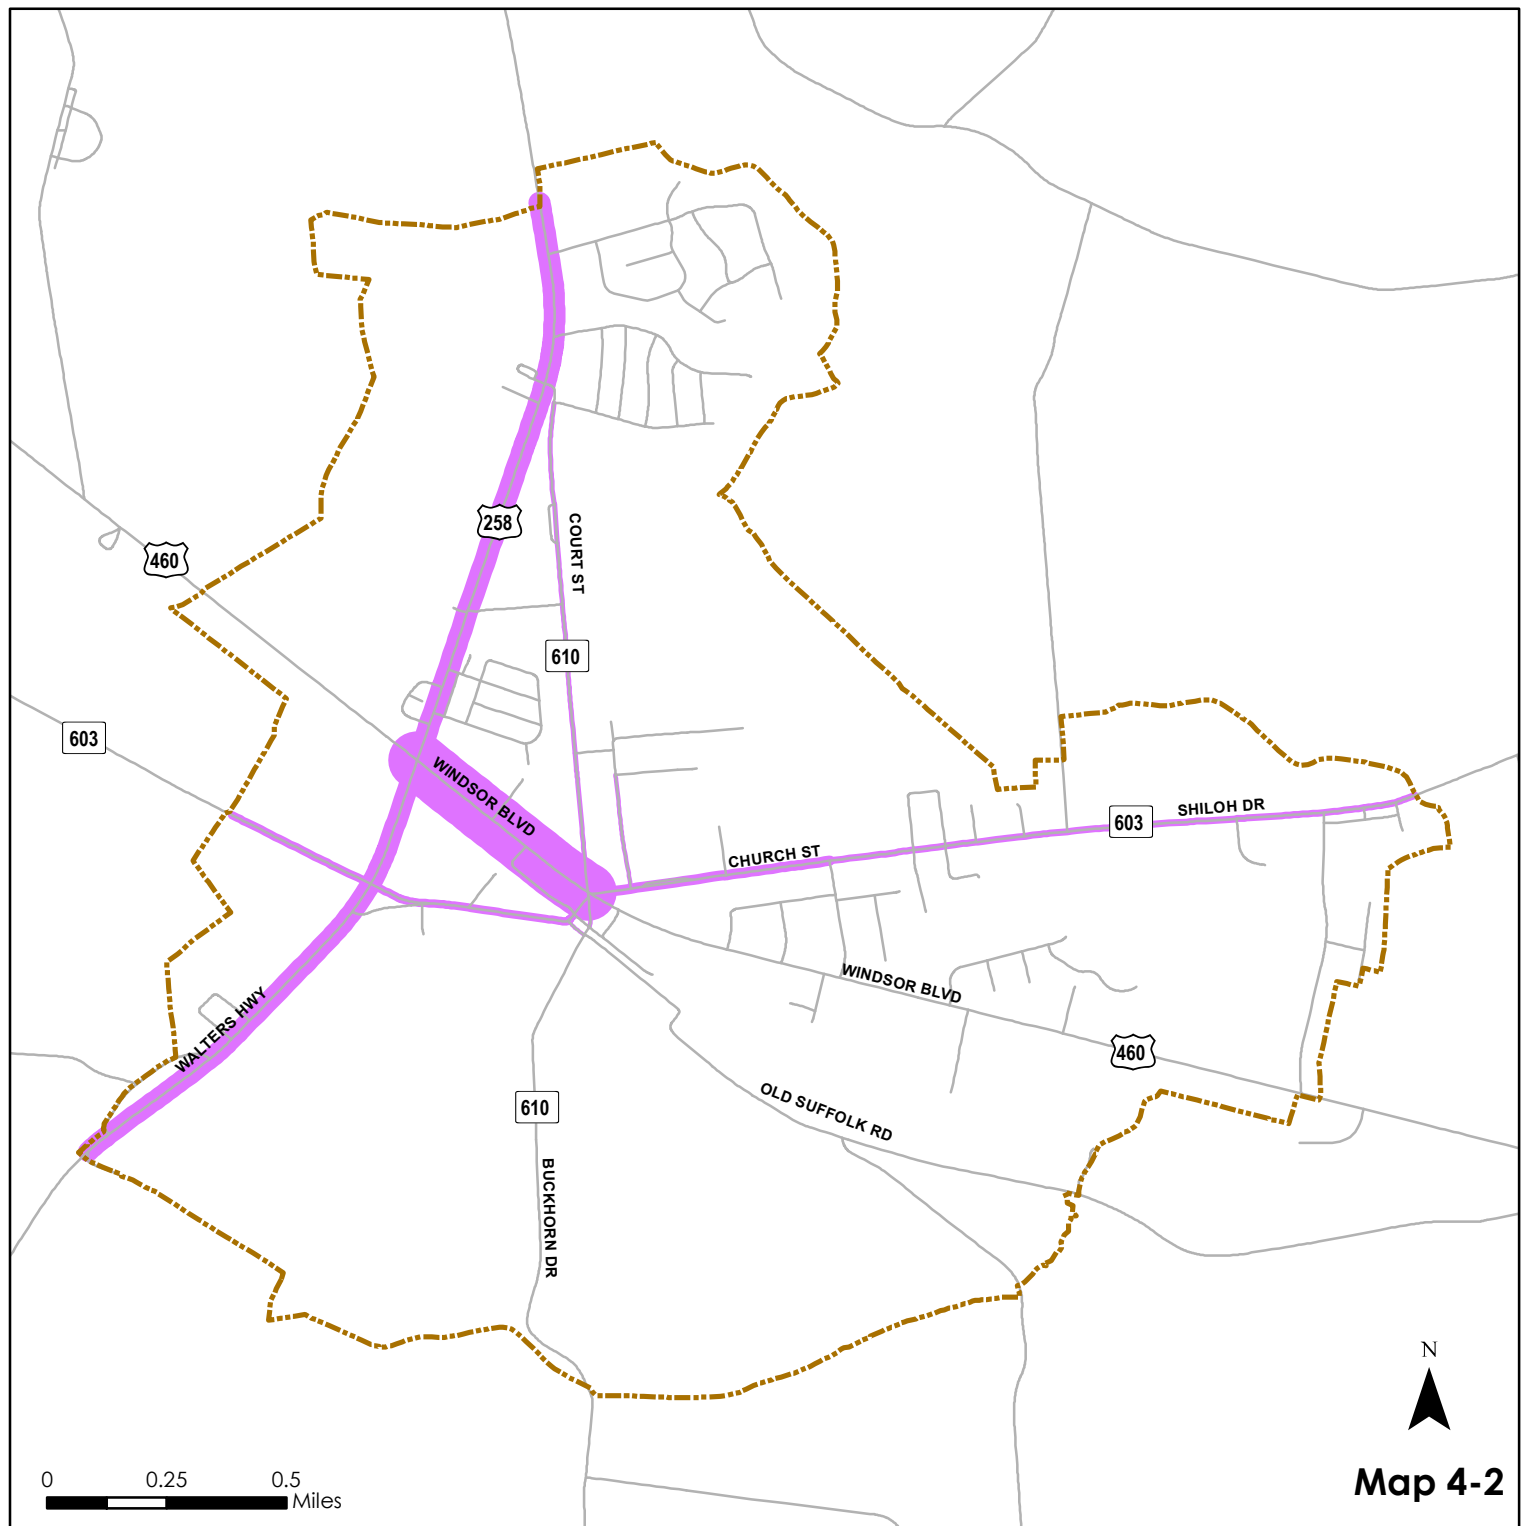 258
COURT ST
460
610
603
WINDSOR BLVD
SHILOH DR
603
CHURCH ST
WINDSOR BLVD
WALTERS HWY
460
610
OLD SUFFOLK RD
BUCKHORN DR
N
Map 4-2
0 0.25 0.5
Miles